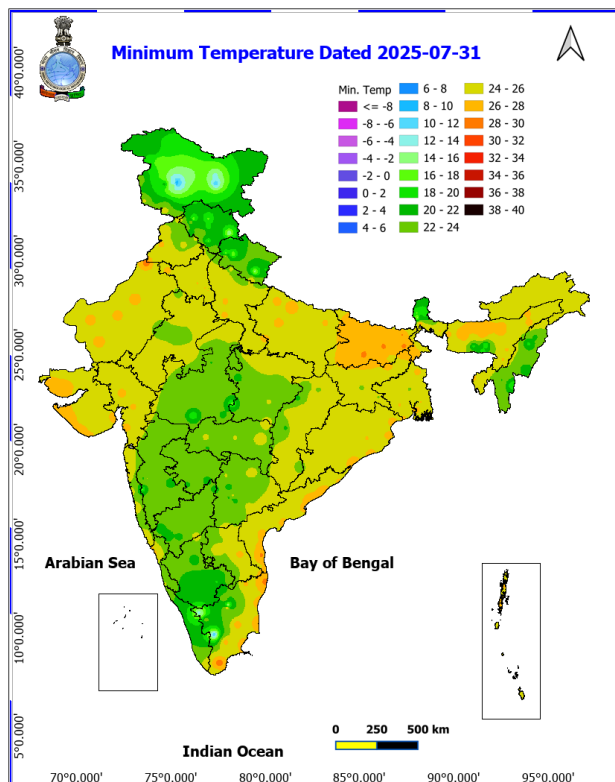 Minimum Temperature Dated 2025-07-31
Min. Temp
<= -8
-8 - -6
-6 - -4
-4 - -2
-2 - 0
0 - 2
2 - 4
4 - 6
6 - 8
8 - 10
10 - 12
12 - 14
14 - 16
16 - 18
18 - 20
20 - 22
22 - 24
24 - 26
26 - 28
28 - 30
30 - 32
32 - 34
34 - 36
36 - 38
38 - 40
40°0.000'
35°0.000'
30°0.000'
25°0.000'
20°0.000'
15°0.000'
10°0.000'
5°0.000'
Arabian Sea
Bay of Bengal
Indian Ocean
0 250 500 km
70°0.000' 75°0.000' 80°0.000' 85°0.000' 90°0.000' 95°0.000'